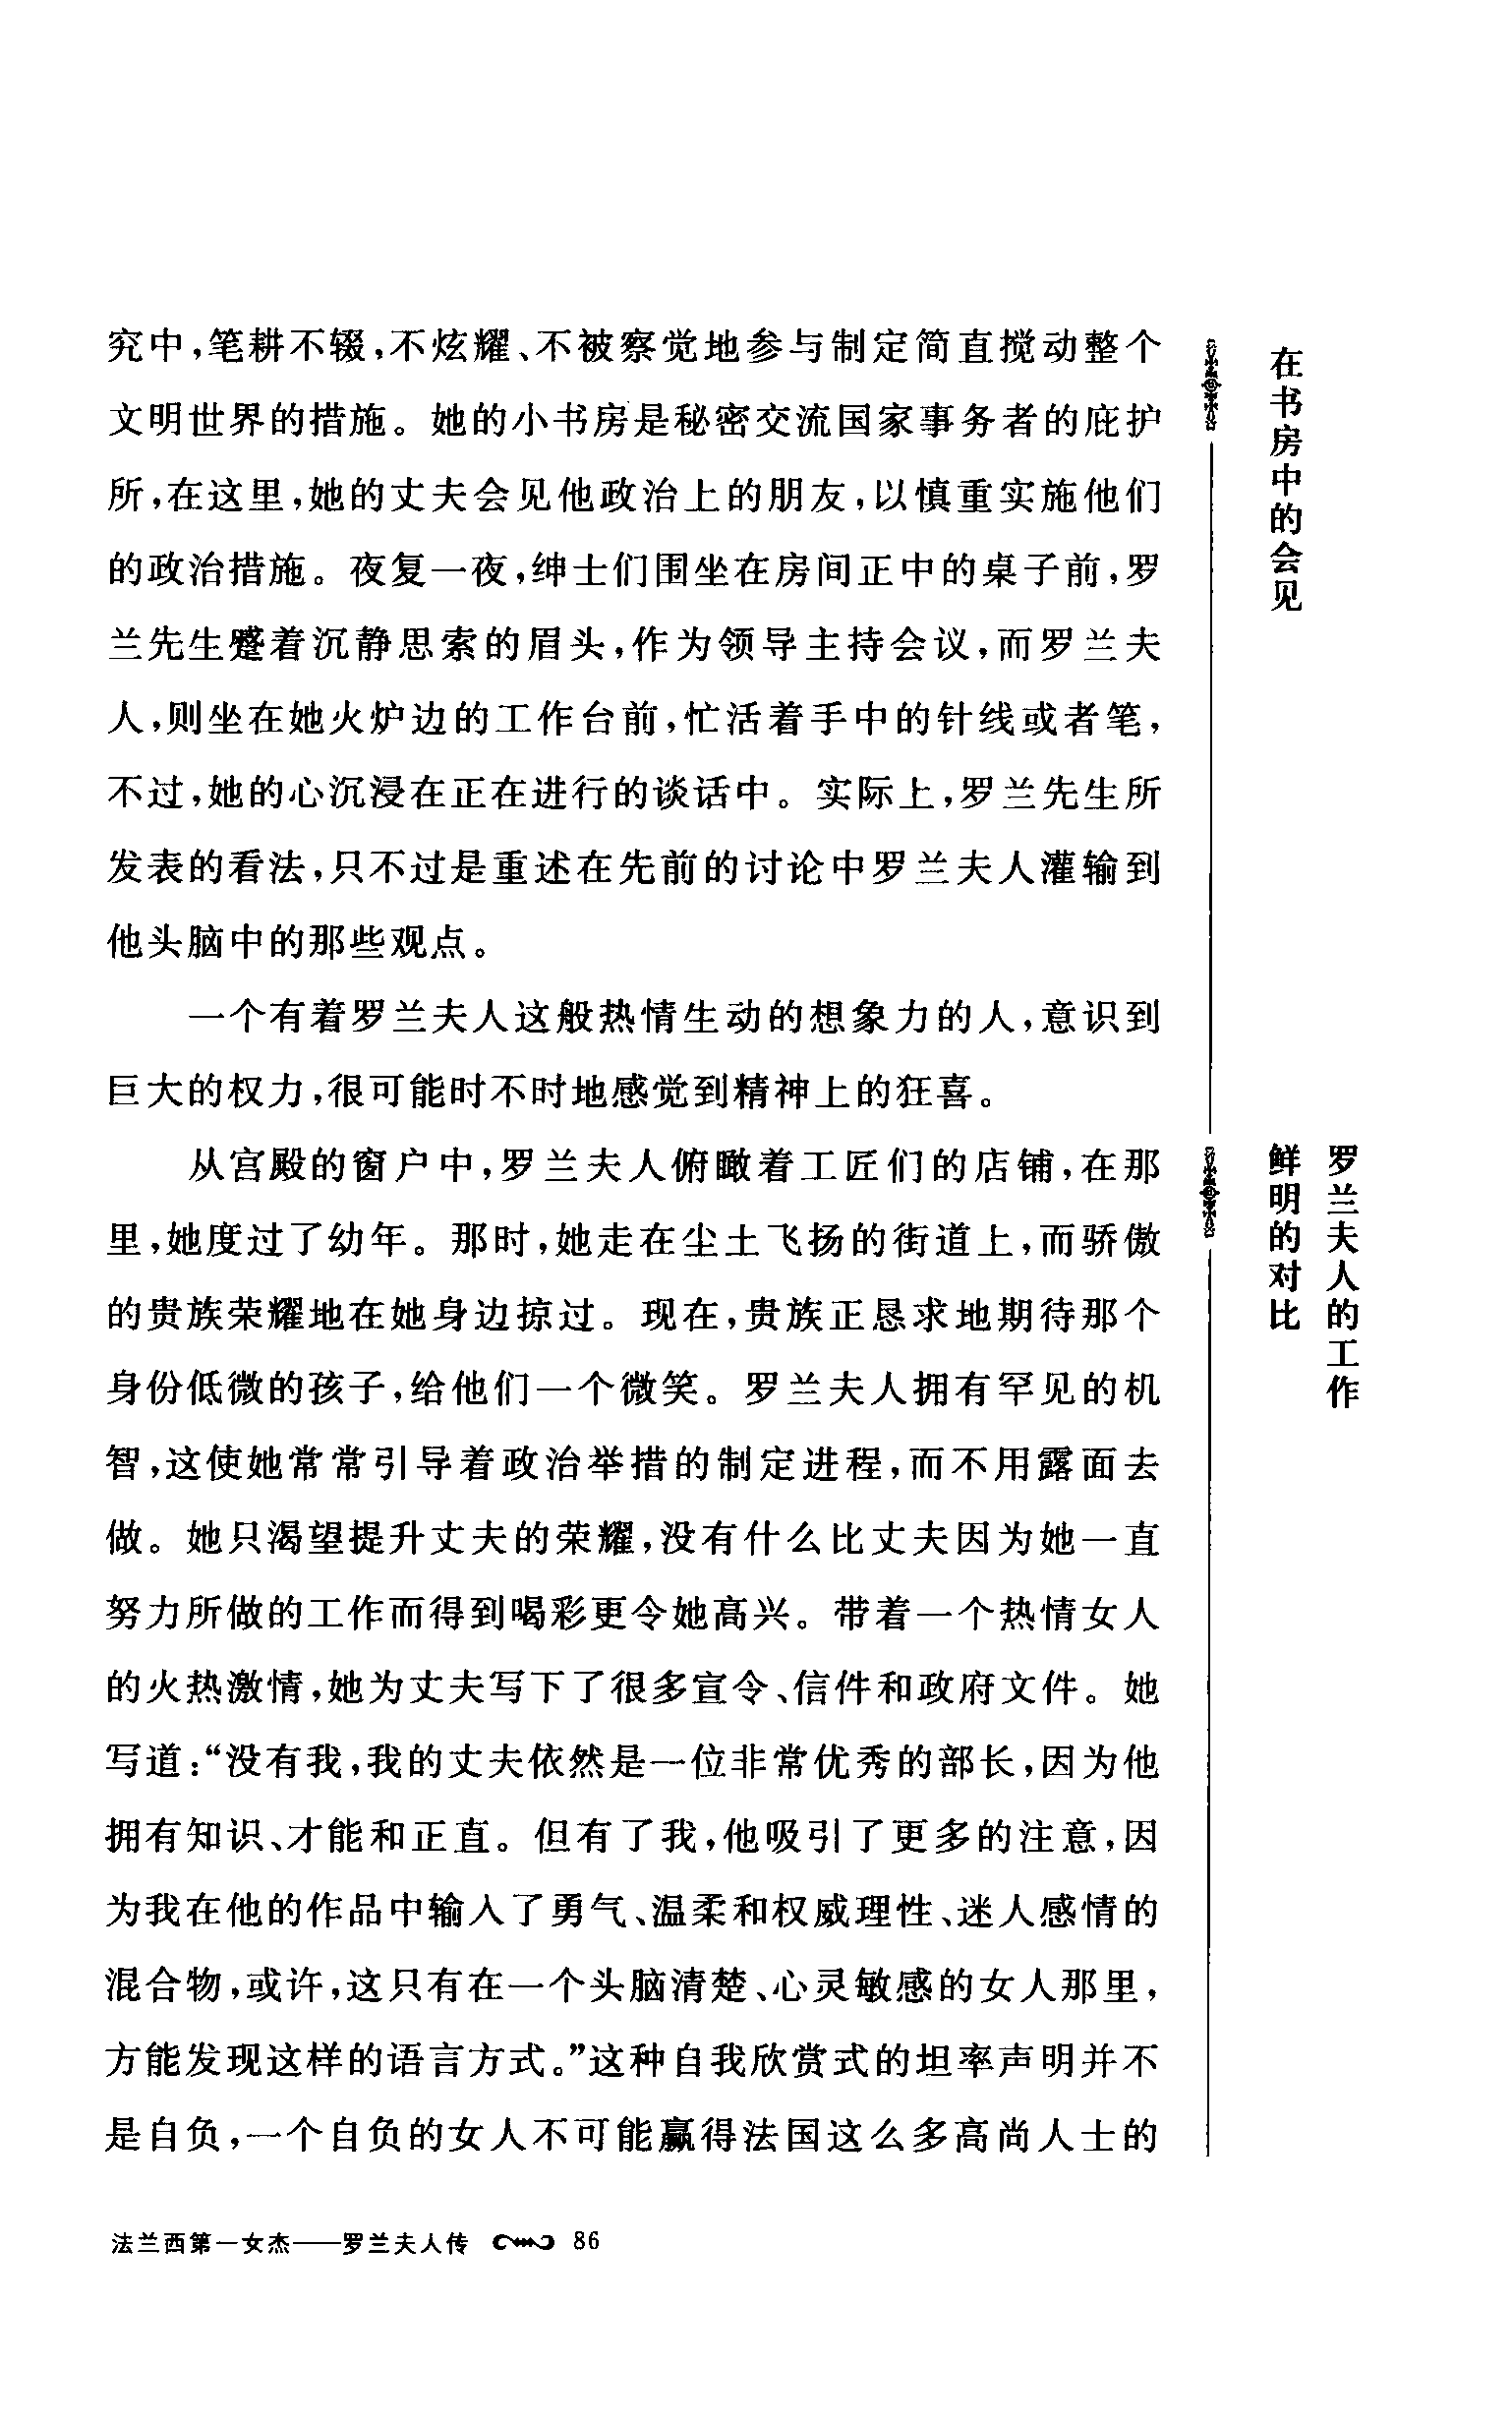 究中,笔耕不辍,不炫耀、不被察觉地参与制定简直搅动整个
文明世界的措施。她的小书房是秘密交流国家事务者的庇护
所,在这里,她的丈夫会见他政治上的朋友,以慎重实施他们
的政治措施。夜复一夜,绅士们围坐在房间正中的桌子前,罗
兰先生蹙着沉静思索的眉头,作为领导主持会议,而罗兰夫
人,则坐在她火炉边的工作台前,忙活着手中的针线或者笔,
不过,她的心沉浸在正在进行的谈话中。实际上,罗兰先生所
发表的看法,只不过是重述在先前的讨论中罗兰夫人灌输到
他头脑中的那些观点。
一个有着罗兰夫人这般热情生动的想象力的人,意识到
巨大的权力,很可能时不时地感觉到精神上的狂喜。
从宫殿的窗户中,罗兰夫人俯瞰着工匠们的店铺,在那
里,她度过了幼年。那时,她走在尘土飞扬的街道上,而骄傲
的贵族荣耀地在她身边掠过。现在,贵族正恳求地期待那个
身份低微的孩子,给他们一个微笑。罗兰夫人拥有罕见的机
智,这使她常常引导着政治举措的制定进程,而不用露面去
做。她只渴望提升丈夫的荣耀,没有什么比丈夫因为她一直
努力所做的工作而得到喝彩更令她高兴。带着一个热情女人
的火热激情,她为丈夫写下了很多宣令、信件和政府文件。她
写道:“没有我,我的丈夫依然是一位非常优秀的部长,因为他
拥有知识、才能和正直。但有了我,他吸引了更多的注意,因
为我在他的作品中输入了勇气、温柔和权威理性、迷人感情的
混合物,或许,这只有在一个头脑清楚、心灵敏感的女人那里,
方能发现这样的语言方式。”这种自我欣赏式的坦率声明并不
是自负,一个自负的女人不可能赢得法国这么多高尚人士的
在书房中的会见
罗兰夫人的工作
鲜明的对比
法兰西第一女杰——罗兰夫人传 86